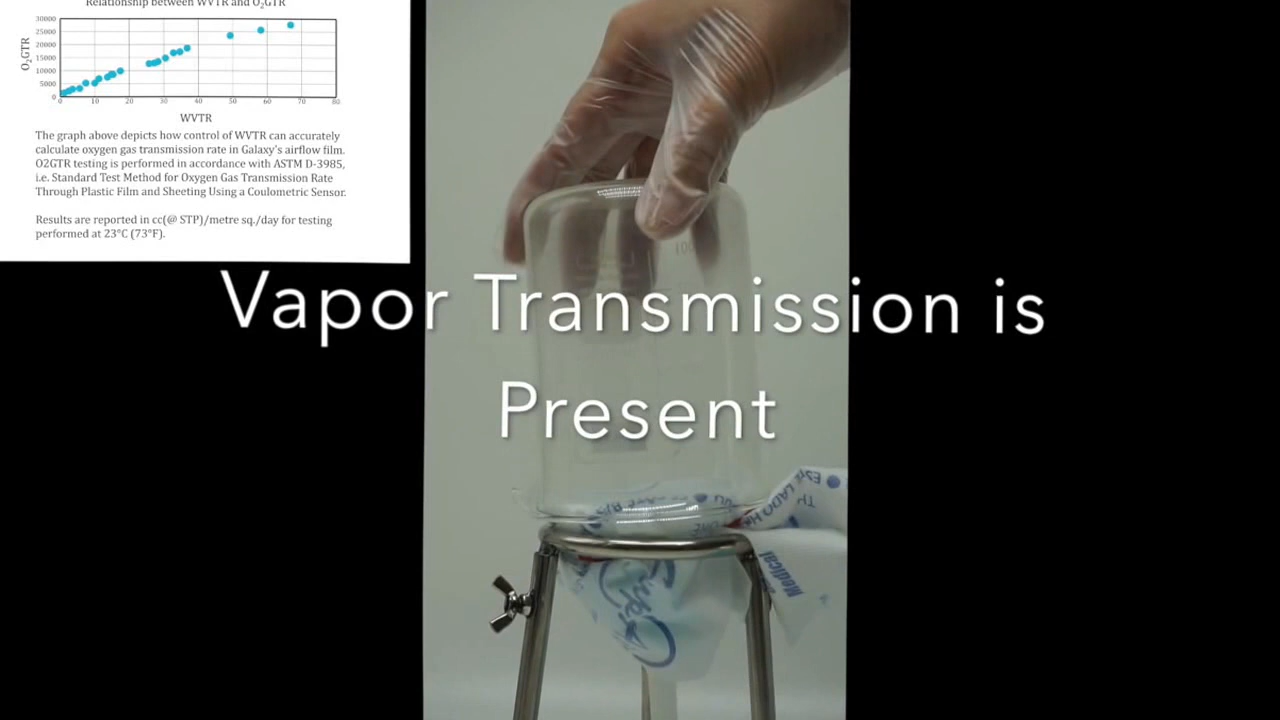 Relationship between WVTR and O₂GTR
30000
25000
20000
15000
10000
5000
0
O₂GTR
0 10 20 30 40 50 60 70 80
WVTR
The graph above depicts how control of WVTR can accurately
calculate oxygen gas transmission rate in Galaxy's airflow film.
O2GTR testing is performed in accordance with ASTM D-3985,
i.e. Standard Test Method for Oxygen Gas Transmission Rate
Through Plastic Film and Sheeting Using a Coulometric Sensor.
Results are reported in cc(@ STP)/metre sq./day for testing
performed at 23°C (73°F).
Vapor Transmission is
Present
100
LADO
Th
Medical